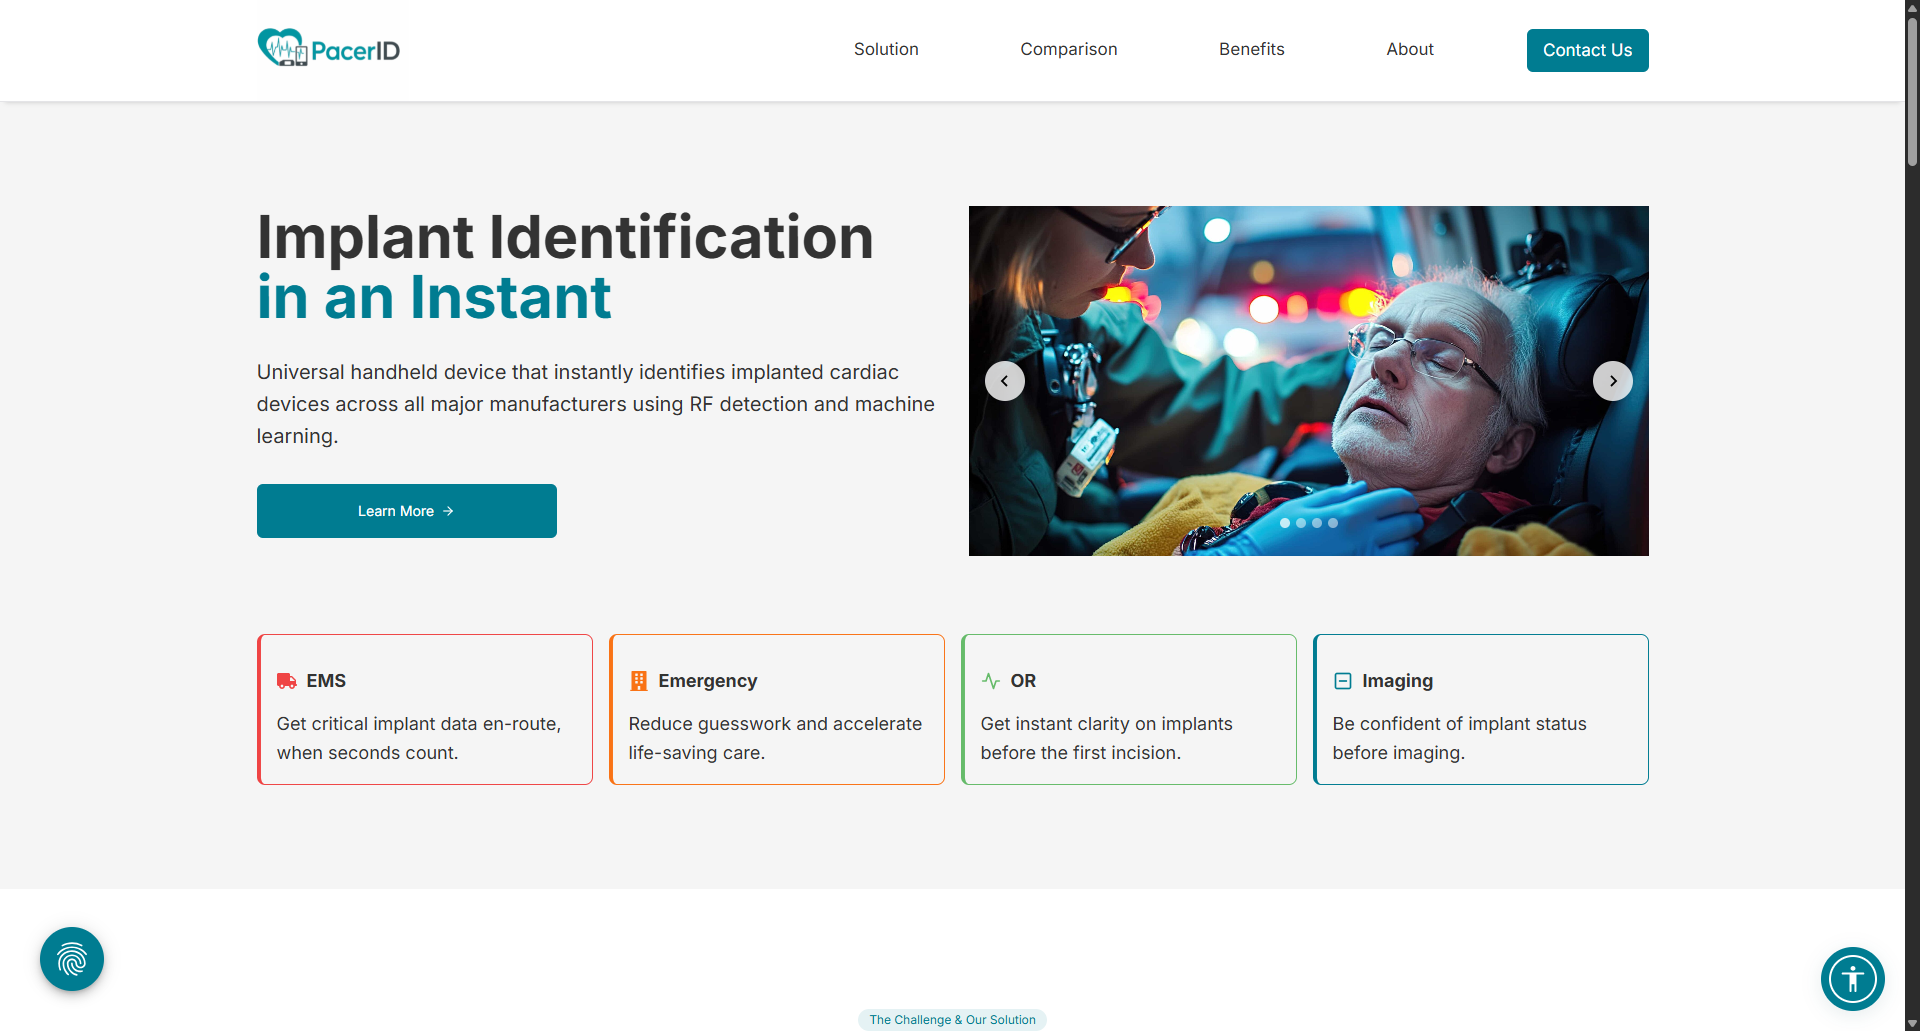 PacerID
Solution
Comparison
Benefits
About
Contact Us
Implant Identification
in an Instant
Universal handheld device that instantly identifies implanted cardiac
devices across all major manufacturers using RF detection and machine
learning.
Learn More →
EMS
Get critical implant data en-route,
when seconds count.
Emergency
Reduce guesswork and accelerate
life-saving care.
OR
Get instant clarity on implants
before the first incision.
Imaging
Be confident of implant status
before imaging.
The Challenge & Our Solution